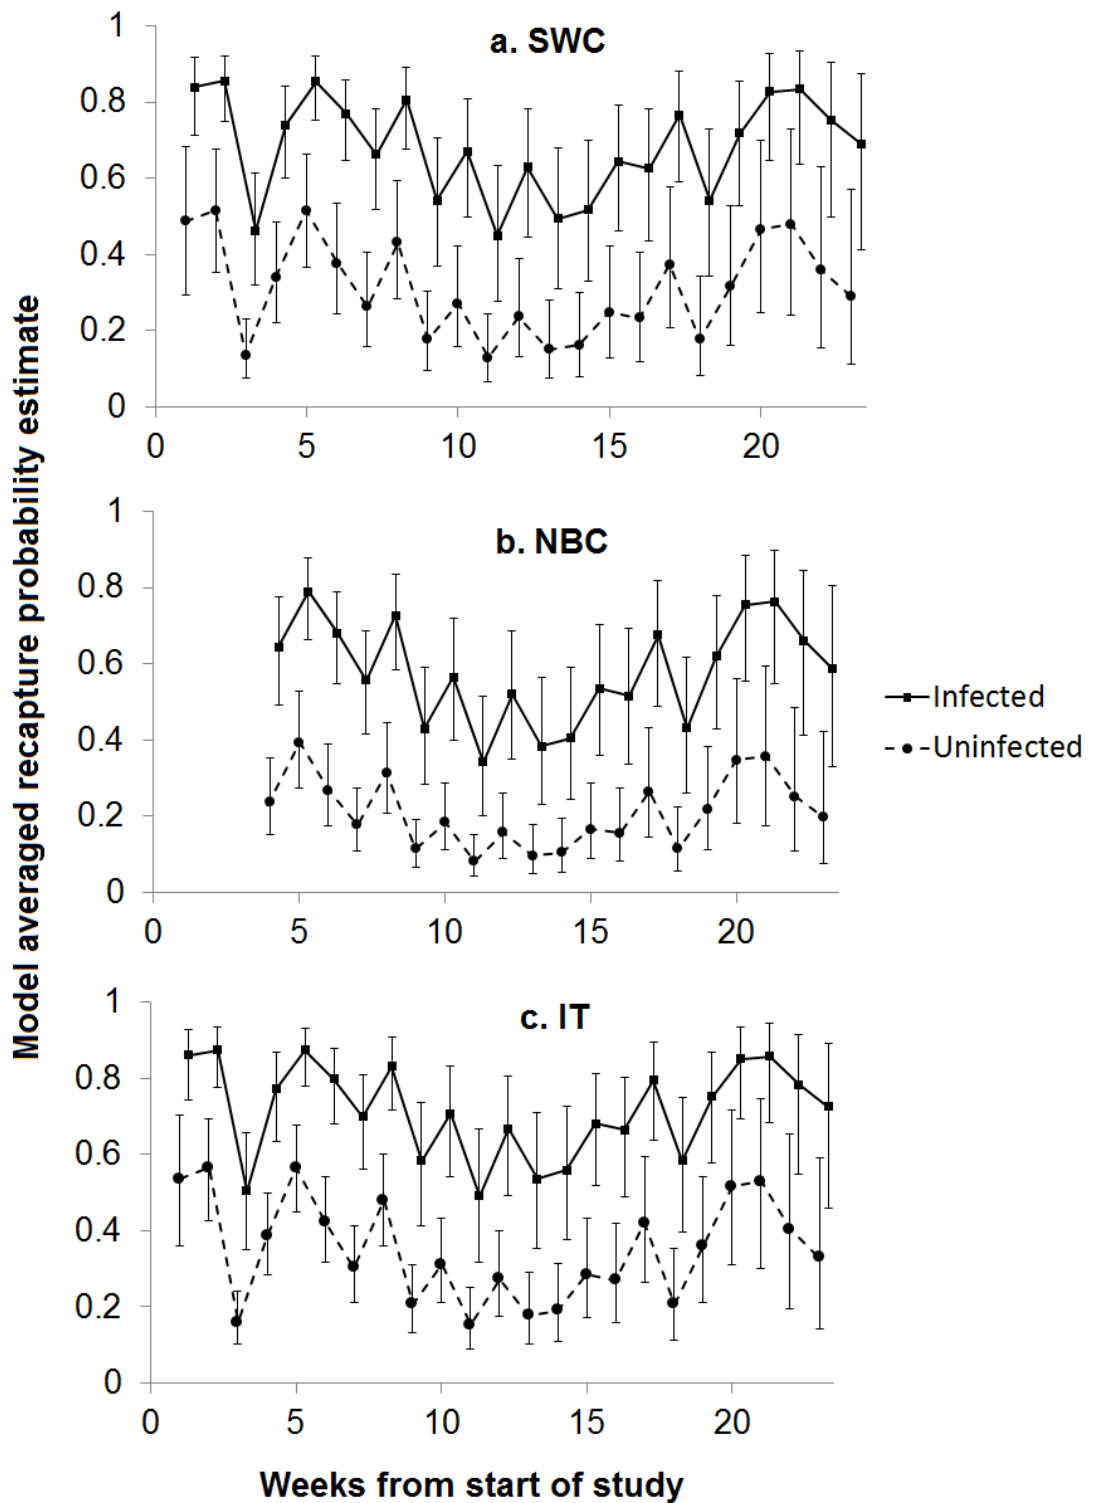 Model averaged recapture probability estimate
a. SWC
1
0.8
0.6
0.4
0.2
0
0 5 10 15 20
b. NBC
1
0.8
0.6
0.4
0.2
0
0 5 10 15 20
Infected
Uninfected
c. IT
1
0.8
0.6
0.4
0.2
0
0 5 10 15 20
Weeks from start of study